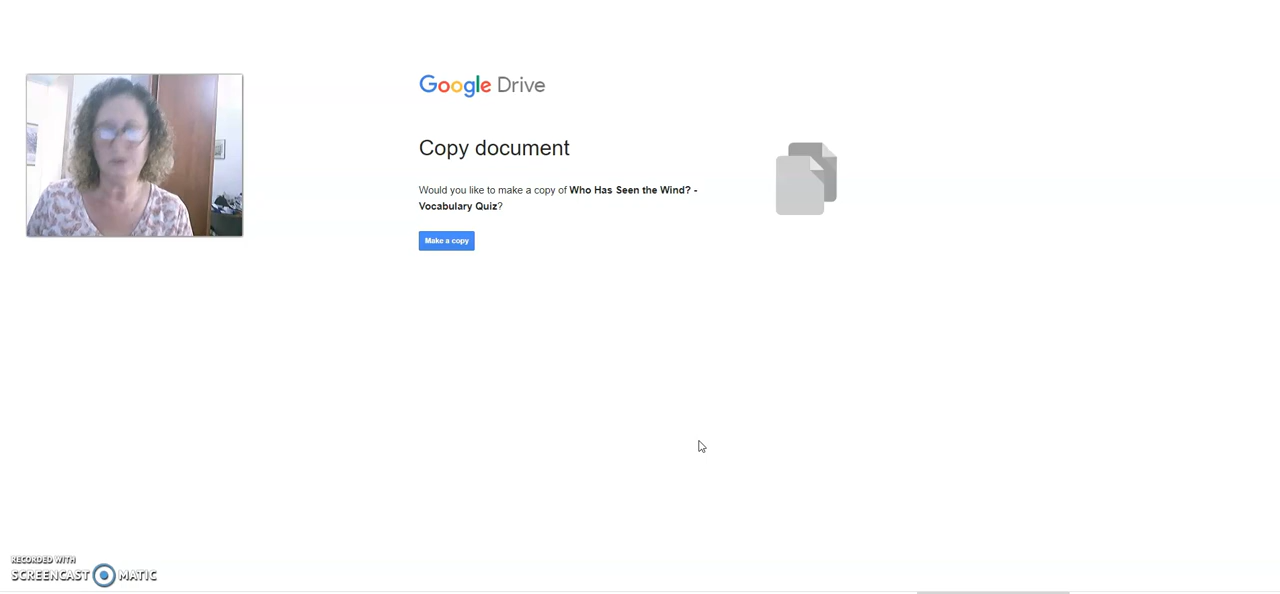 Google Drive
Copy document
Would you like to make a copy of Who Has Seen the Wind? -
Vocabulary Quiz?
Make a copy
RECORDED WITH
SCREENCAST MATIC